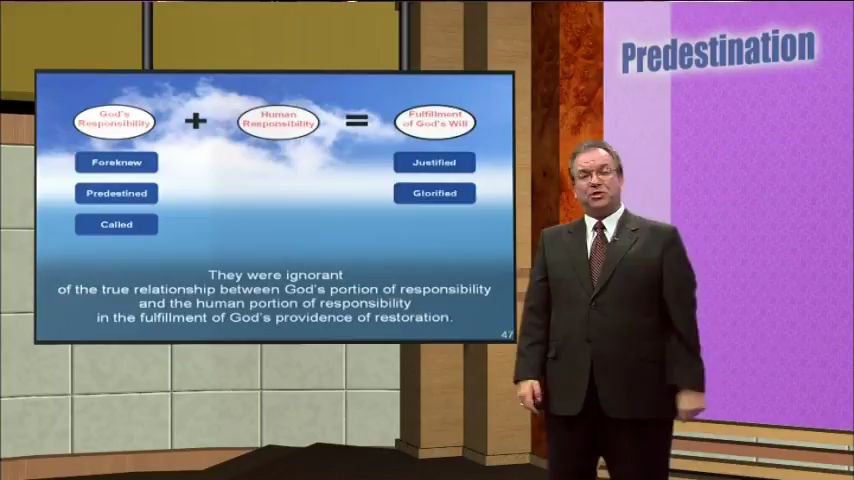 Predestination
God's
Responsibility
+
Human
Responsibility
=
Fulfillment
of God's Will
Foreknew
Justified
Predestined
Glorified
Called
They were ignorant
of the true relationship between God's portion of responsibility
and the human portion of responsibility
in the fulfillment of God's providence of restoration.
47